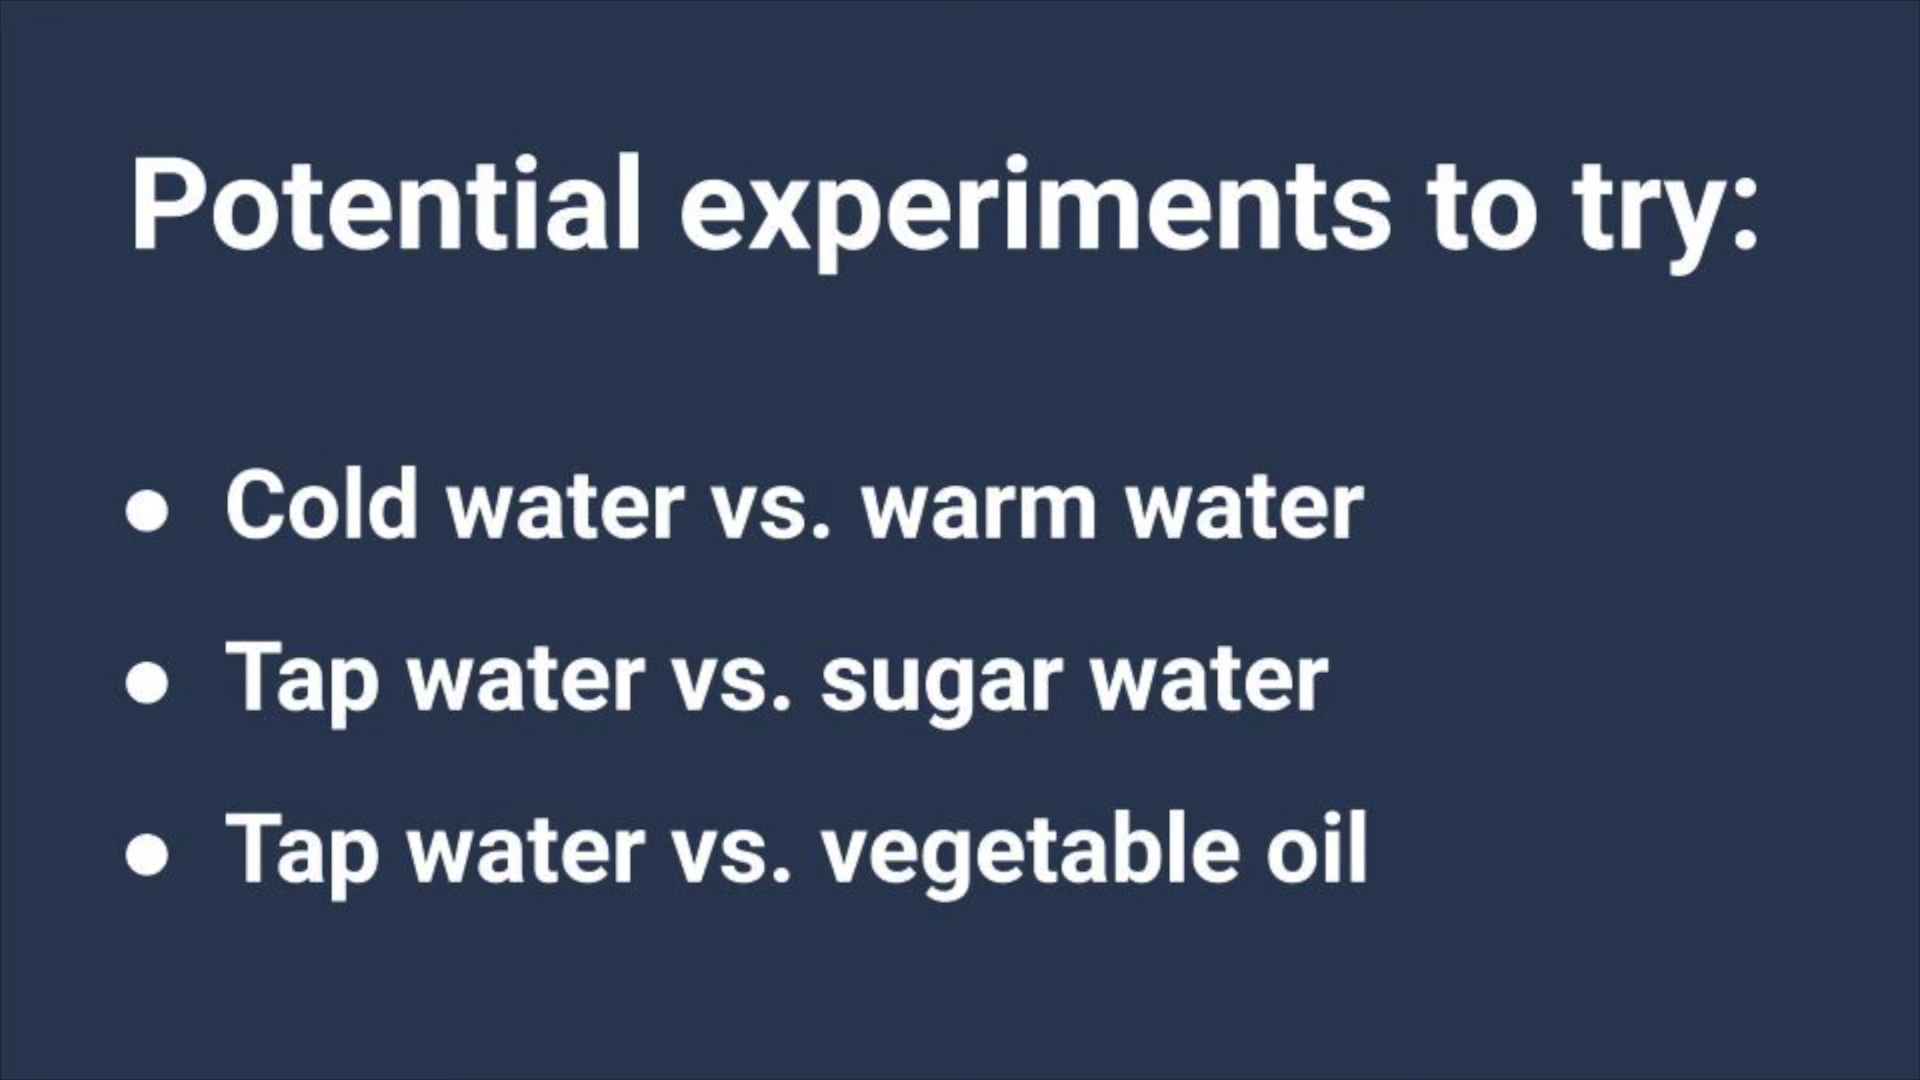 Potential experiments to try:
● Cold water vs. warm water
● Tap water vs. sugar water
● Tap water vs. vegetable oil